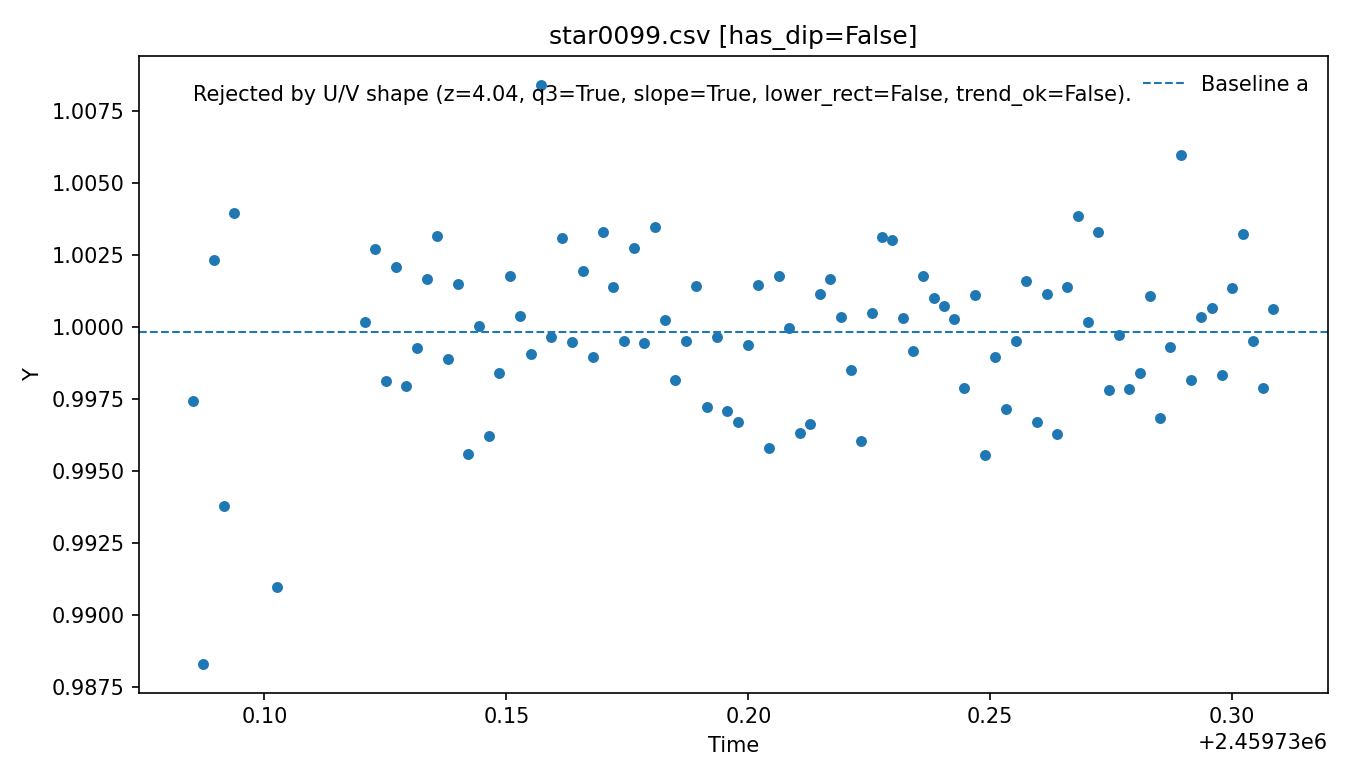 star0099.csv [has_dip=False]
Rejected by U/V shape (z=4.04, q3=True, slope=True, lower_rect=False, trend_ok=False).
Baseline a
Y
1.0075
1.0050
1.0025
1.0000
0.9975
0.9950
0.9925
0.9900
0.9875
0.10 0.15 0.20 0.25 0.30
Time
+2.45973e6